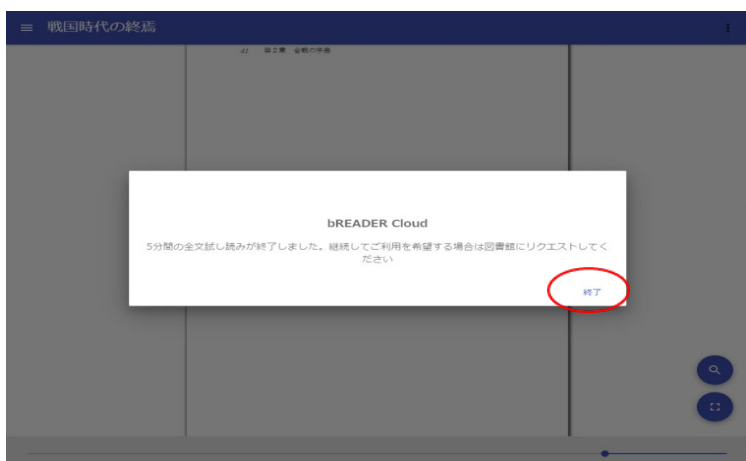 戦国時代の終焉
41 第2章 合戦の序曲
bREADER Cloud
5分間の全文試し読みが終了しました。継続してご利用を希望する場合は図書館にリクエストしてく
ださい
終了